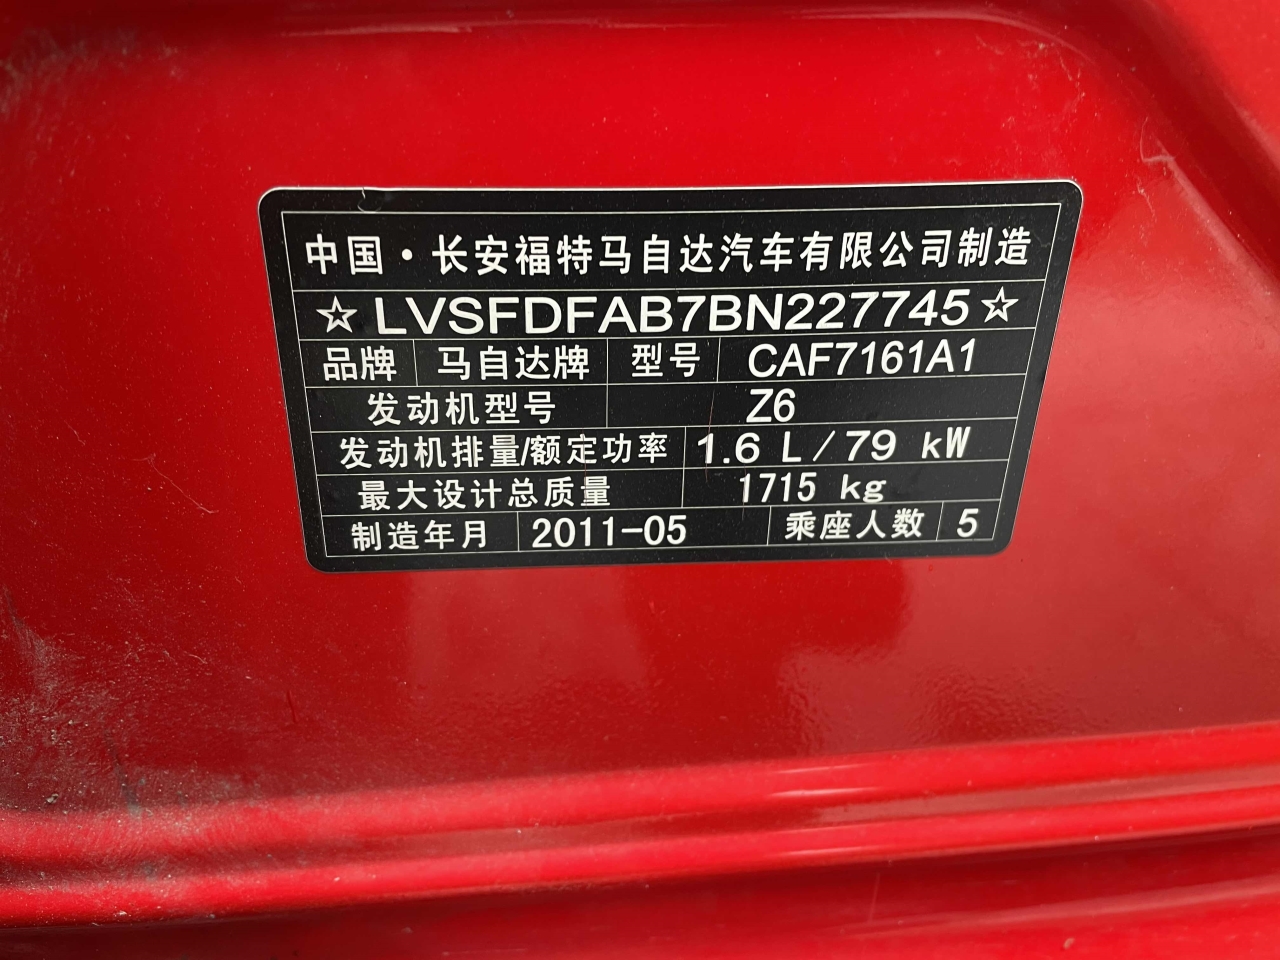 中国·长安福特马自达汽车有限公司制造
☆LVSFDFAB7BN227745☆
品牌 马自达牌 型号 CAF7161A1
发动机型号 Z6
发动机排量/额定功率 1.6 L/79 kW
最大设计总质量 1715 kg
制造年月 2011-05 乘座人数 5